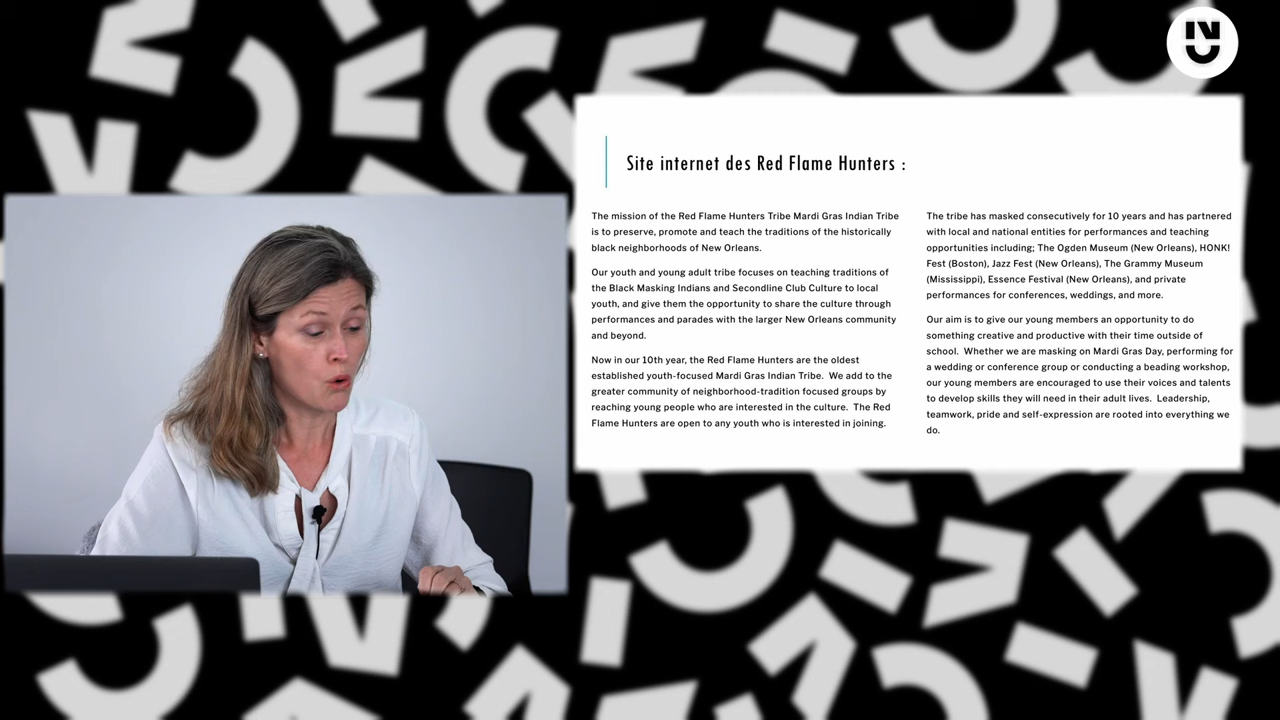 INU
Site internet des Red Flame Hunters :
The mission of the Red Flame Hunters Tribe Mardi Gras Indian Tribe
is to preserve, promote and teach the traditions of the historically
black neighborhoods of New Orleans.
Our youth and young adult tribe focuses on teaching traditions of
the Black Masking Indians and Secondline Club Culture to local
youth, and give them the opportunity to share the culture through
performances and parades with the larger New Orleans community
and beyond.
Now in our 10th year, the Red Flame Hunters are the oldest
established youth-focused Mardi Gras Indian Tribe.  We add to the
greater community of neighborhood-tradition focused groups by
reaching young people who are interested in the culture.  The Red
Flame Hunters are open to any youth who is interested in joining.
The tribe has masked consecutively for 10 years and has partnered
with local and national entities for performances and teaching
opportunities including; The Ogden Museum (New Orleans), HONK!
Fest (Boston), Jazz Fest (New Orleans), The Grammy Museum
(Mississippi), Essence Festival (New Orleans), and private
performances for conferences, weddings, and more.
Our aim is to give our young members an opportunity to do
something creative and productive with their time outside of
school.  Whether we are masking on Mardi Gras Day, performing for
a wedding or conference group or conducting a beading workshop,
our young members are encouraged to use their voices and talents
to develop skills they will need in their adult lives.  Leadership,
teamwork, pride and self-expression are rooted into everything we
do.